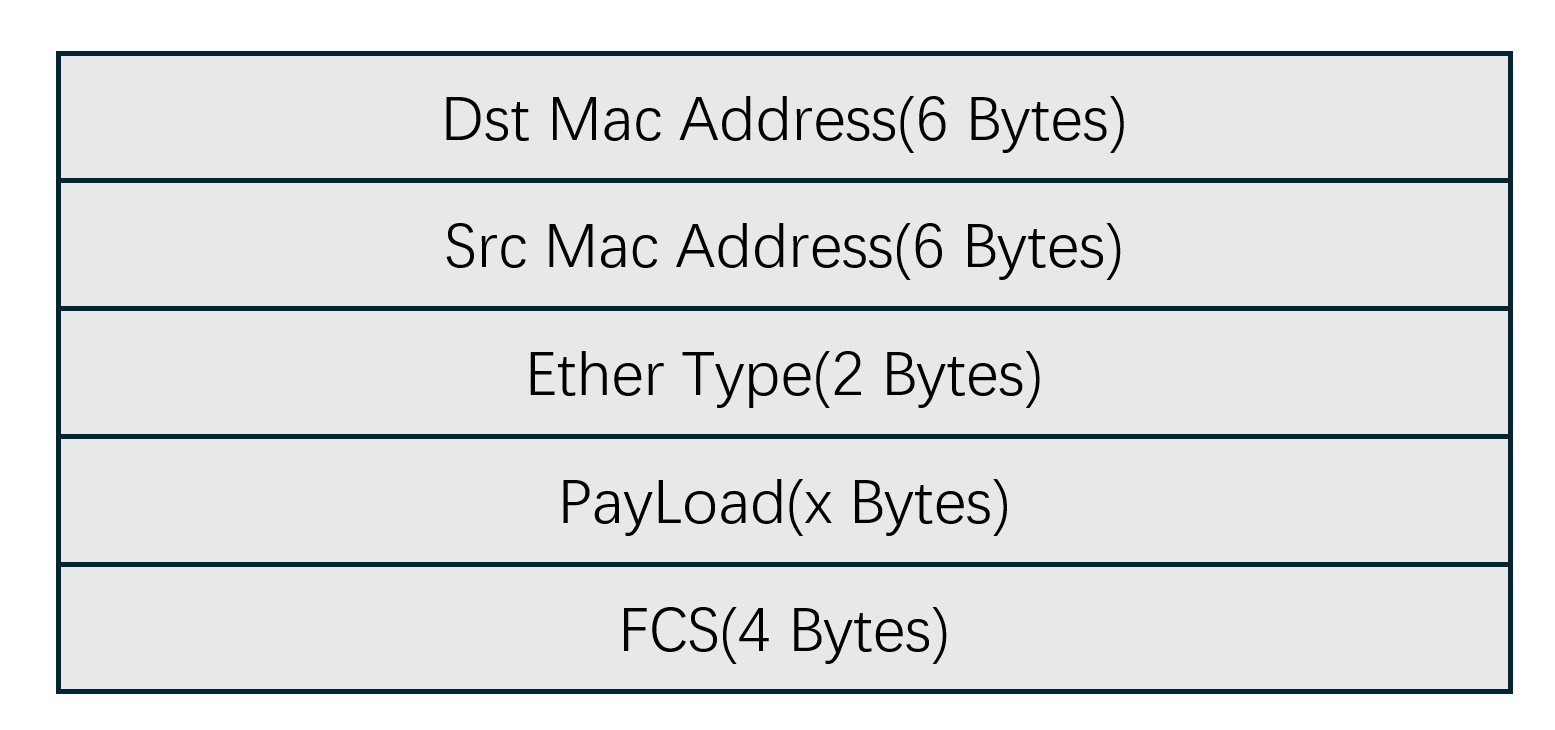 Dst Mac Address(6 Bytes)
Src Mac Address(6 Bytes)
Ether Type(2 Bytes)
PayLoad(x Bytes)
FCS(4 Bytes)